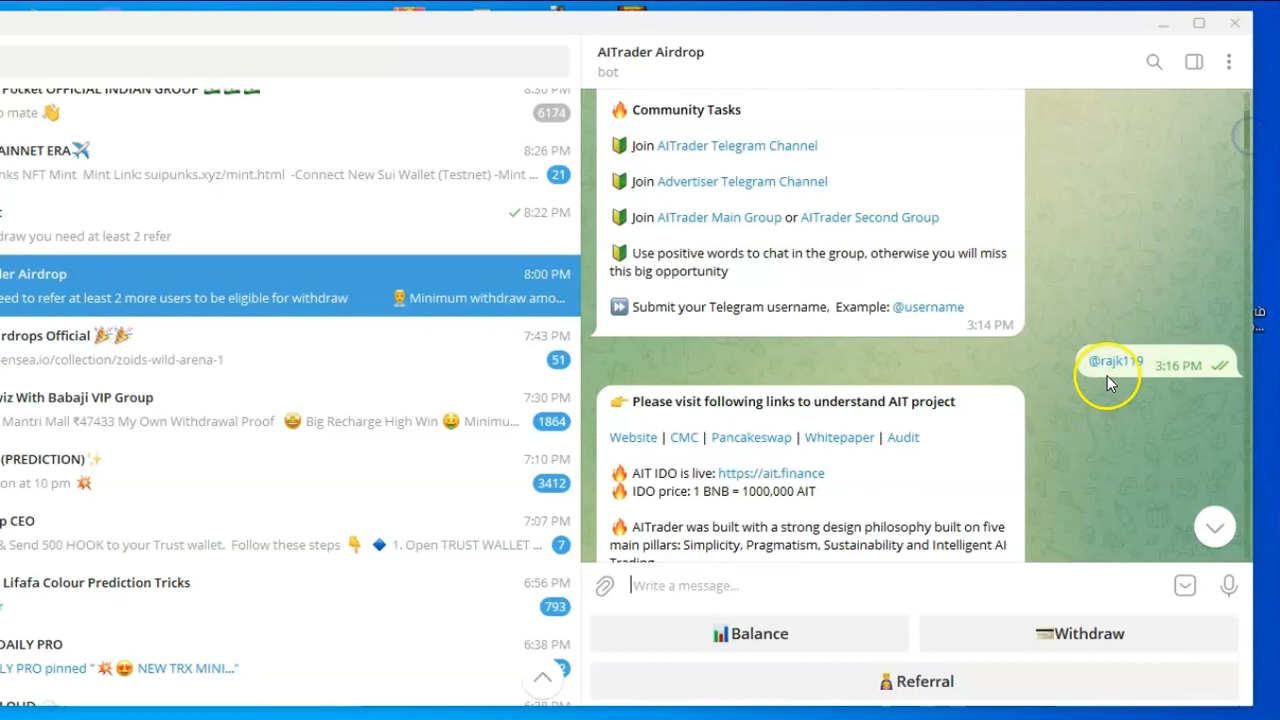 Pocket OFFICIAL INDIAN GROUP
8:30 PM
o mate 👋
6174
AINNET ERA✈️
8:26 PM
nks NFT Mint Mint Link: suipunks.xyz/mint.html -Connect New Sui Wallet (Testnet) -Mint ...
21
8:22 PM
draw you need at least 2 refer
der Airdrop
8:00 PM
eed to refer at least 2 more users to be eligible for withdraw 👨‍💼 Minimum withdraw amo...
irdrops Official 🎉🎉
7:43 PM
ensea.io/collection/zoids-wild-arena-1
51
wiz With Babaji VIP Group
7:30 PM
Mantri Mall ₹47433 My Own Withdrawal Proof 🤩 Big Recharge High Win 🤑 Minimu...
1864
(PREDICTION)✨
7:10 PM
on at 10 pm 💥
3412
p CEO
7:07 PM
& Send 500 HOOK to your Trust wallet. Follow these steps 👇 🔹 1. Open TRUST WALLET ...
7
Lifafa Colour Prediction Tricks
6:56 PM
793
DAILY PRO
6:38 PM
LY PRO pinned " 💥 😍 NEW TRX MINI..."
AITrader Airdrop
bot
🔥 Community Tasks
🔰 Join AITrader Telegram Channel
🔰 Join Advertiser Telegram Channel
🔰 Join AITrader Main Group or AITrader Second Group
🔰 Use positive words to chat in the group, otherwise you will miss
this big opportunity
⏩ Submit your Telegram username, Example: @username
3:14 PM
@rajk119 3:16 PM
👉 Please visit following links to understand AIT project
Website | CMC | Pancakeswap | Whitepaper | Audit
🔥 AIT IDO is live: https://ait.finance
🔥 IDO price: 1 BNB = 1000,000 AIT
🔥 AITrader was built with a strong design philosophy built on five
main pillars: Simplicity, Pragmatism, Sustainability and Intelligent AI
Trading
Write a message...
📊Balance
💳Withdraw
Referral